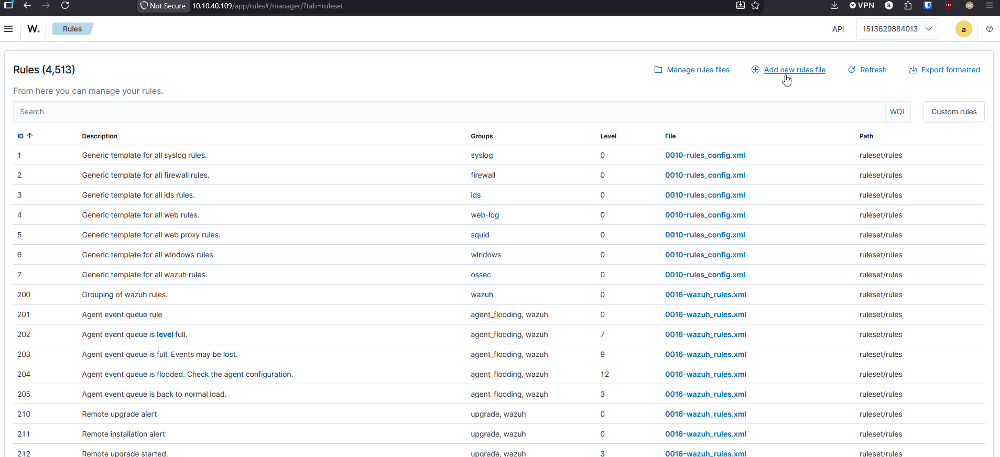 Not Secure 10.10.40.109/app/rules#/manager/?tab=ruleset VPN S UD
W. Rules API 1513629884013 a
Rules (4,513) Manage rules files Add new rules file Refresh Export formatted
From here you can manage your rules.
Search WQL Custom rules
ID Description Groups Level File Path
1 Generic template for all syslog rules. syslog 0 0010-rules_config.xml ruleset/rules
2 Generic template for all firewall rules. firewall 0 0010-rules_config.xml ruleset/rules
3 Generic template for all ids rules. ids 0 0010-rules_config.xml ruleset/rules
4 Generic template for all web rules. web-log 0 0010-rules_config.xml ruleset/rules
5 Generic template for all web proxy rules. squid 0 0010-rules_config.xml ruleset/rules
6 Generic template for all windows rules. windows 0 0010-rules_config.xml ruleset/rules
7 Generic template for all wazuh rules. ossec 0 0010-rules_config.xml ruleset/rules
200 Grouping of wazuh rules. wazuh 0 0016-wazuh_rules.xml ruleset/rules
201 Agent event queue rule agent_flooding, wazuh 0 0016-wazuh_rules.xml ruleset/rules
202 Agent event queue is level full. agent_flooding, wazuh 7 0016-wazuh_rules.xml ruleset/rules
203 Agent event queue is full. Events may be lost. agent_flooding, wazuh 9 0016-wazuh_rules.xml ruleset/rules
204 Agent event queue is flooded. Check the agent configuration. agent_flooding, wazuh 12 0016-wazuh_rules.xml ruleset/rules
205 Agent event queue is back to normal load. agent_flooding, wazuh 3 0016-wazuh_rules.xml ruleset/rules
210 Remote upgrade alert upgrade, wazuh 0 0016-wazuh_rules.xml ruleset/rules
211 Remote installation alert upgrade, wazuh 0 0016-wazuh_rules.xml ruleset/rules
212 Remote upgrade started. upgrade, wazuh 3 0016-wazuh_rules.xml ruleset/rules